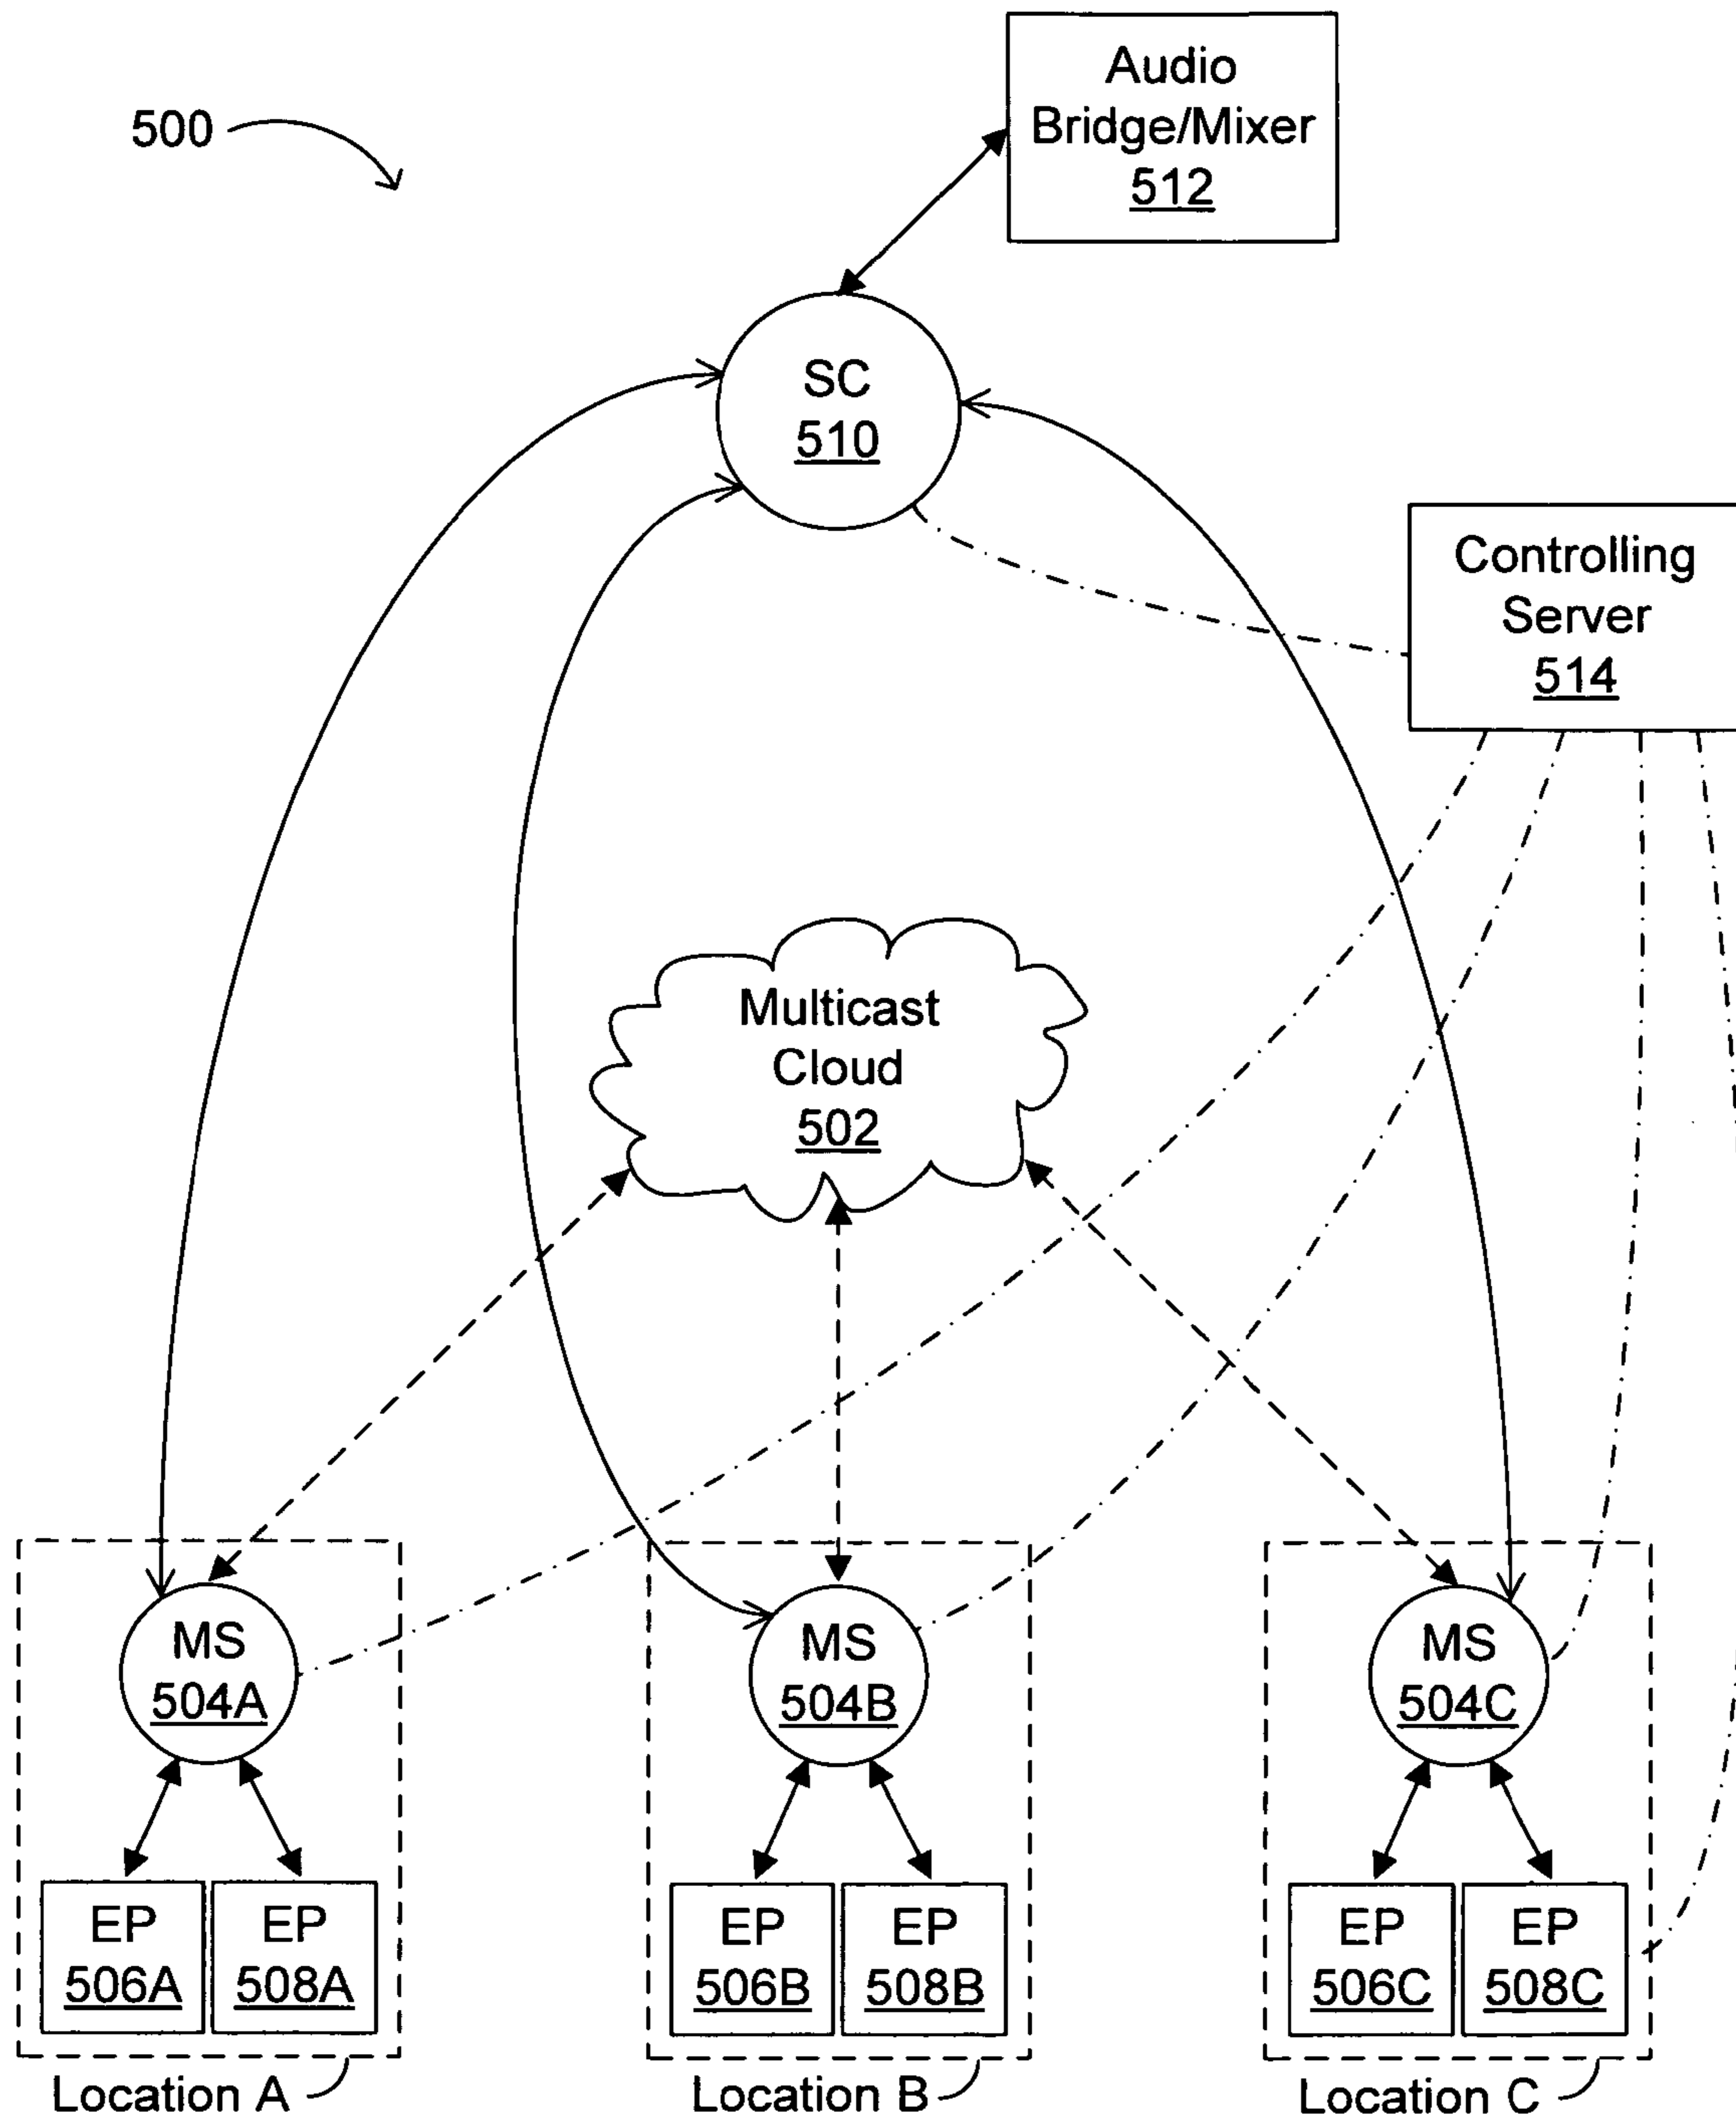 500
Audio
Bridge/Mixer
512
SC
510
Controlling
Server
514
Multicast
Cloud
502
MS
504A
MS
504B
MS
504C
EP
506A
EP
508A
EP
506B
EP
508B
EP
506C
EP
508C
Location A
Location B
Location C